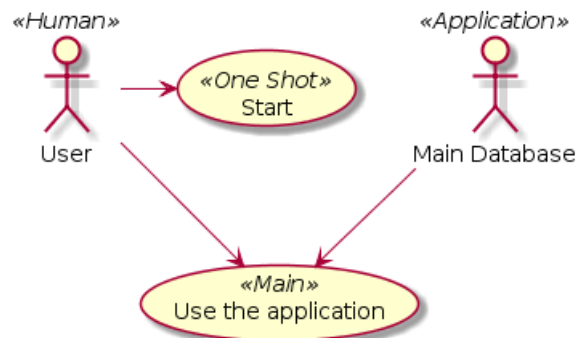 «Human»
User
«One Shot»
Start
«Application»
Main Database
«Main»
Use the application